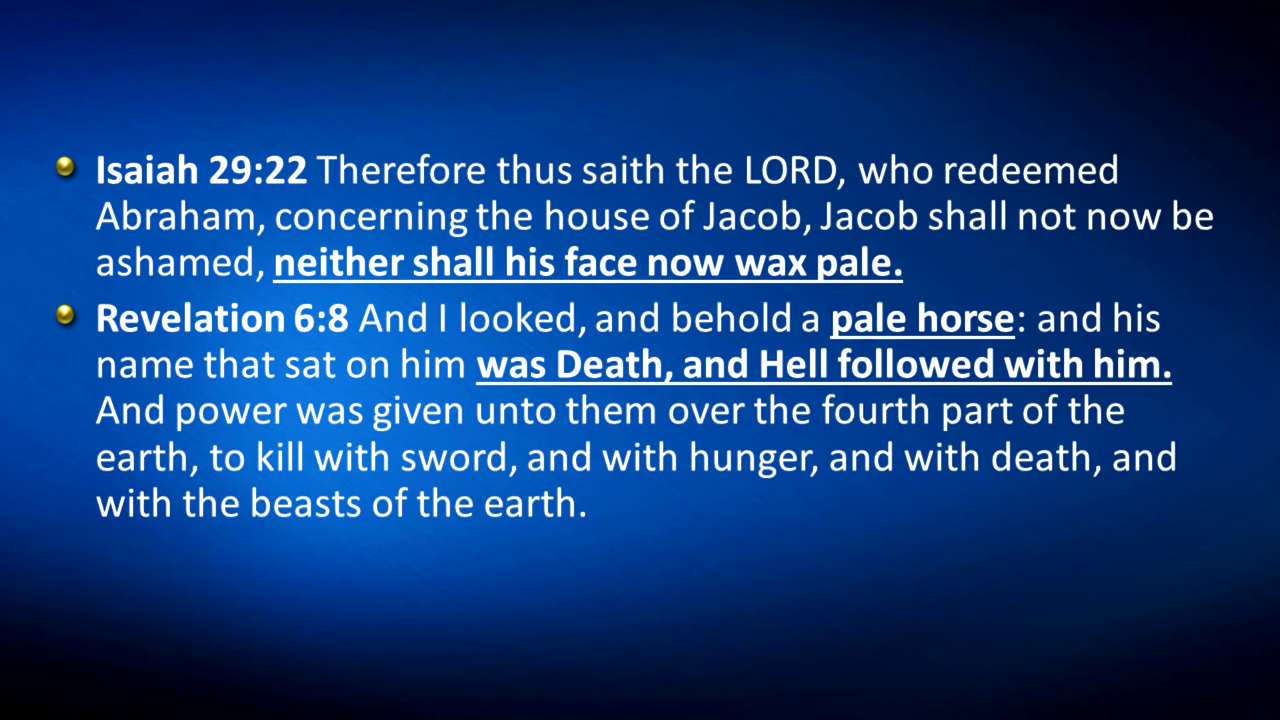 Isaiah 29:22 Therefore thus saith the LORD, who redeemed
Abraham, concerning the house of Jacob, Jacob shall not now be
ashamed, neither shall his face now wax pale.
Revelation 6:8 And I looked, and behold a pale horse: and his
name that sat on him was Death, and Hell followed with him.
And power was given unto them over the fourth part of the
earth, to kill with sword, and with hunger, and with death, and
with the beasts of the earth.